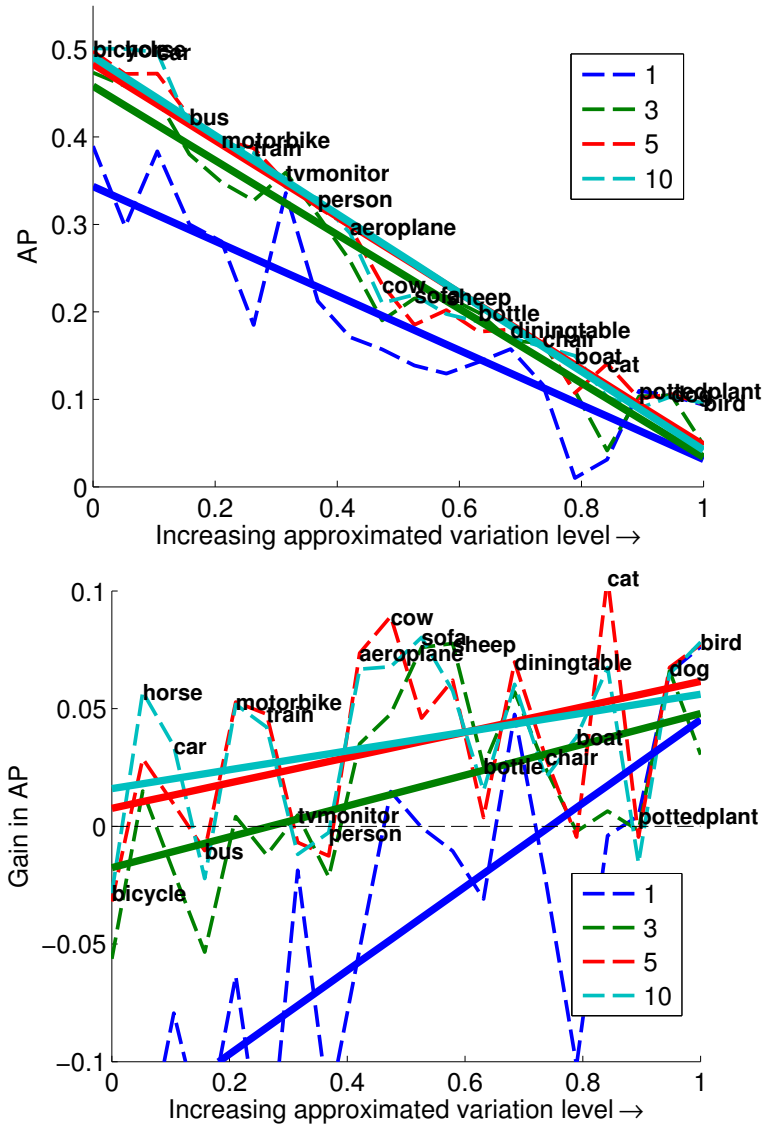 0.5
0.4
0.3
0.2
0.1
0
AP
bicycle
horse
car
bus
motorbike
train
tvmonitor
person
aeroplane
cow
sofa
sheep
bottle
diningtable
chair
boat
cat
pottedplant
dog
bird
1
3
5
10
0 0.2 0.4 0.6 0.8 1
Increasing approximated variation level →
0.1
0.05
0
−0.05
−0.1
Gain in AP
cat
cow
sofa
sheep
bird
aeroplane
diningtable
dog
horse
motorbike
train
car
boat
chair
bottle
tvmonitor
person
pottedplant
bus
bicycle
1
3
5
10
0 0.2 0.4 0.6 0.8 1
Increasing approximated variation level →